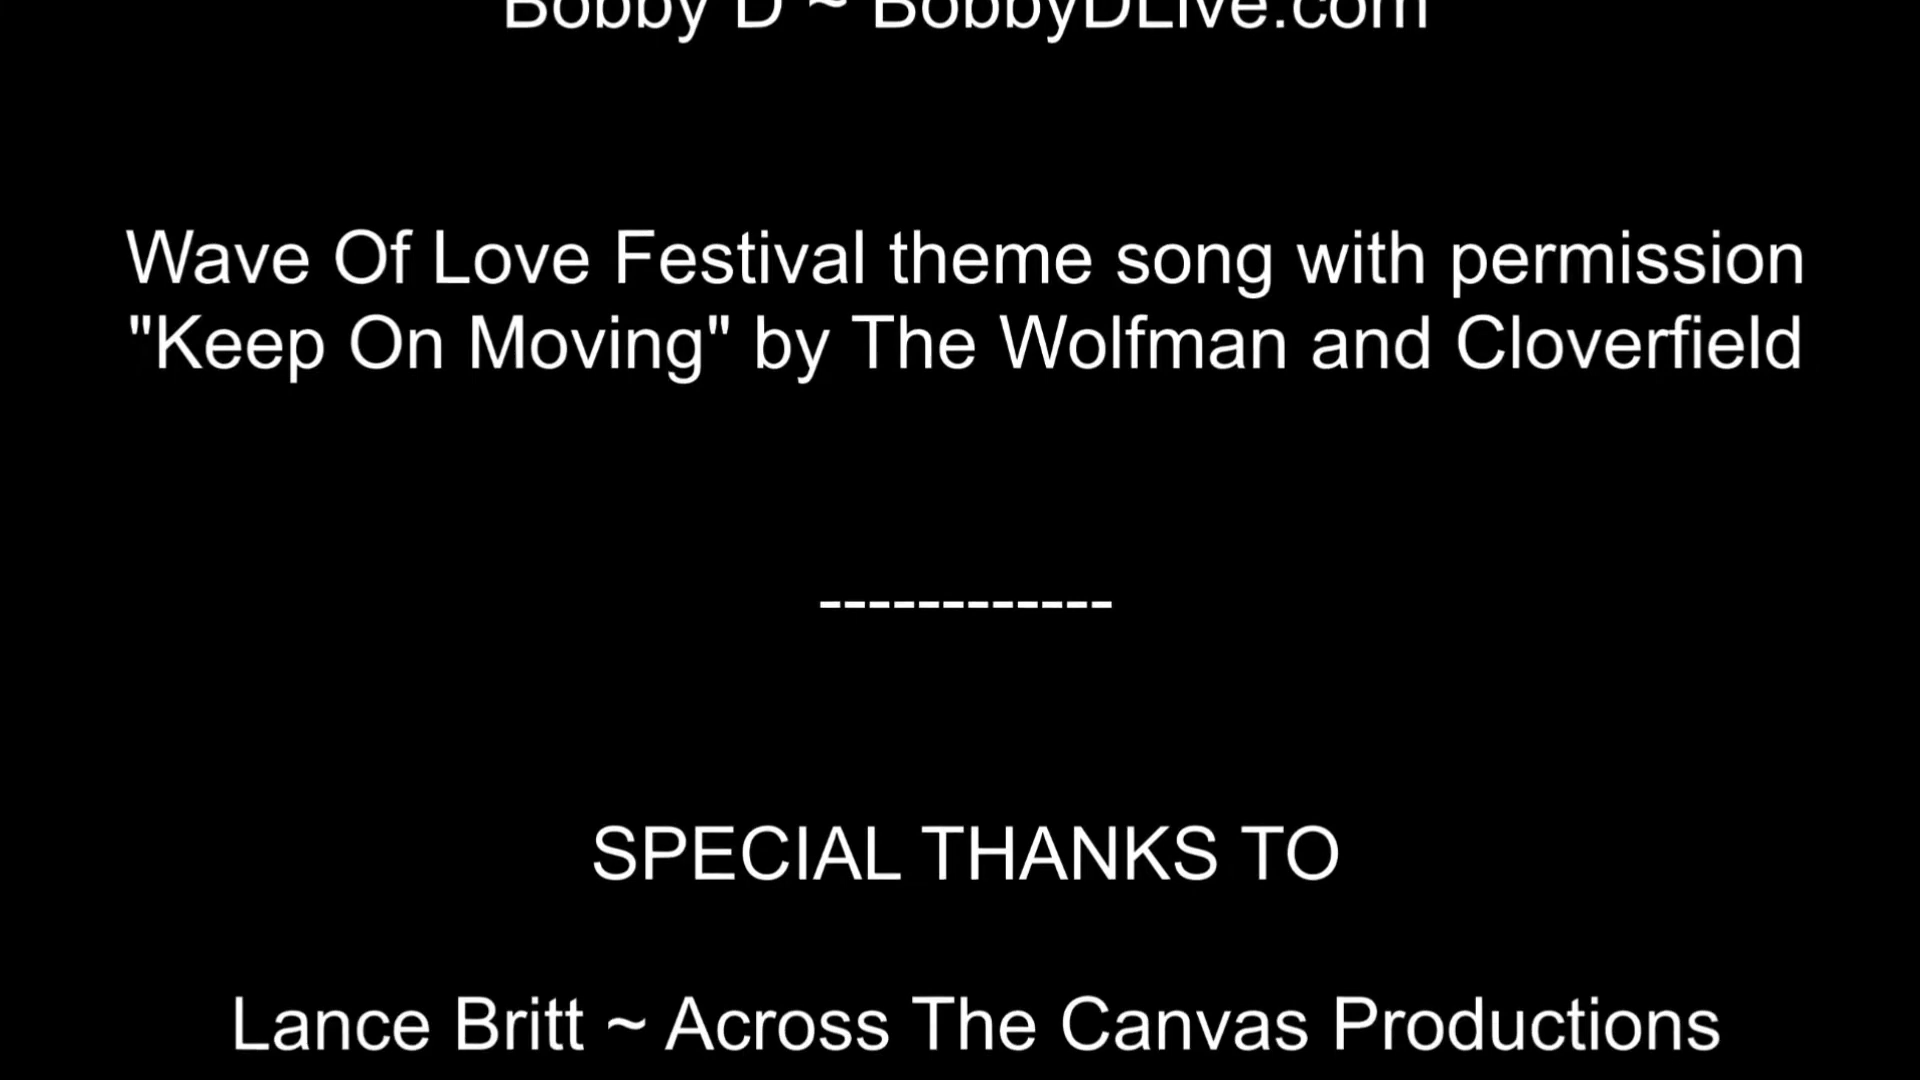 Bobby D ~ BobbyDLive.com
Wave Of Love Festival theme song with permission
"Keep On Moving" by The Wolfman and Cloverfield
------------
SPECIAL THANKS TO
Lance Britt ~ Across The Canvas Productions